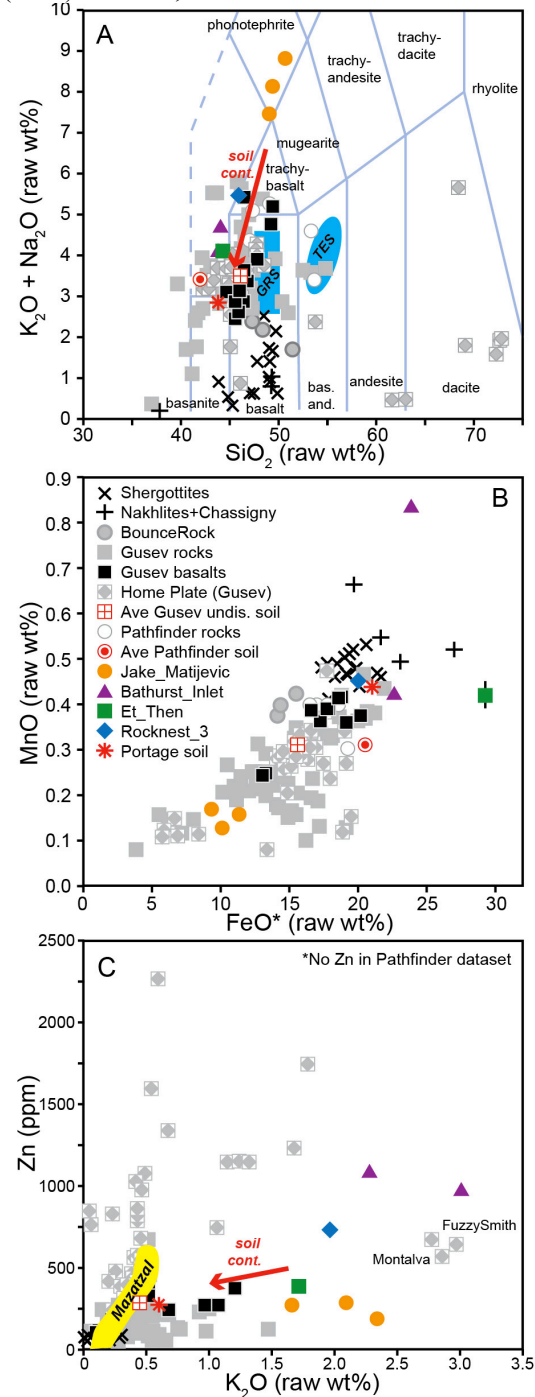 10
9
8
7
6
5
4
3
2
1
0
K2O + Na2O (raw wt%)
A
phonotephrite
trachy-
andesite
trachy-
dacite
rhyolite
mugearite
soil
cont.
trachy-
basalt
TES
GRS
basanite
basalt
bas.
and.
andesite
dacite
30
40
50
60
70
SiO2 (raw wt%)
0.9
0.8
0.7
0.6
0.5
0.4
0.3
0.2
0.1
0.0
MnO (raw wt%)
B
Shergottites
Nakhlites+Chassigny
BounceRock
Gusev rocks
Gusev basalts
Home Plate (Gusev)
Ave Gusev undis. soil
Pathfinder rocks
Ave Pathfinder soil
Jake_Matijevic
Bathurst_Inlet
Et_Then
Rocknest_3
Portage soil
0
5
10
15
20
25
30
FeO* (raw wt%)
2500
2000
1500
1000
500
0
Zn (ppm)
C
*No Zn in Pathfinder dataset
FuzzySmith
Montalva
soil
cont.
Mazatzal
0.0
0.5
1.0
1.5
2.0
2.5
3.0
3.5
K2O (raw wt%)